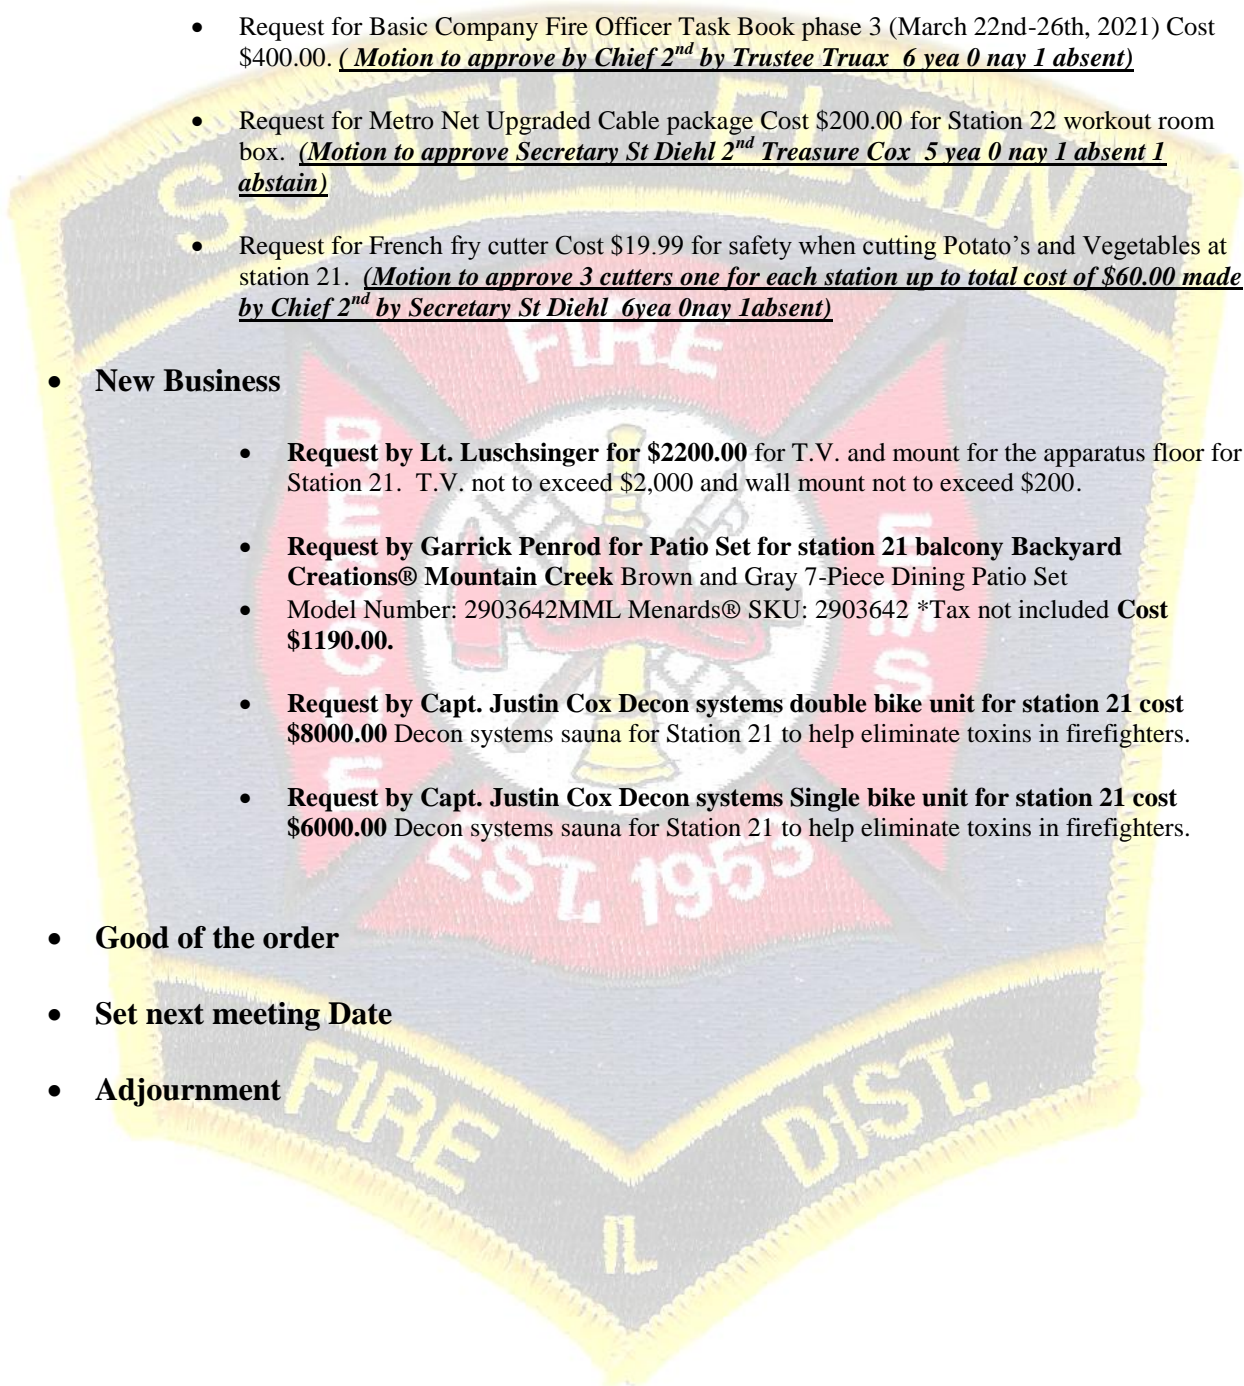 • Request for Basic Company Fire Officer Task Book phase 3 (March 22nd-26th, 2021) Cost
$400.00. ( Motion to approve by Chief 2nd by Trustee Truax 6 yea 0 nay 1 absent)
• Request for Metro Net Upgraded Cable package Cost $200.00 for Station 22 workout room
box. (Motion to approve Secretary St Diehl 2nd Treasure Cox 5 yea 0 nay 1 absent 1
abstain)
• Request for French fry cutter Cost $19.99 for safety when cutting Potato’s and Vegetables at
station 21. (Motion to approve 3 cutters one for each station up to total cost of $60.00 made
by Chief 2nd by Secretary St Diehl 6yea 0nay 1absent)
• New Business
• Request by Lt. Luschsinger for $2200.00 for T.V. and mount for the apparatus floor for
Station 21. T.V. not to exceed $2,000 and wall mount not to exceed $200.
• Request by Garrick Penrod for Patio Set for station 21 balcony Backyard
Creations® Mountain Creek Brown and Gray 7-Piece Dining Patio Set
• Model Number: 2903642MML Menards® SKU: 2903642 *Tax not included Cost
$1190.00.
• Request by Capt. Justin Cox Decon systems double bike unit for station 21 cost
$8000.00 Decon systems sauna for Station 21 to help eliminate toxins in firefighters.
• Request by Capt. Justin Cox Decon systems Single bike unit for station 21 cost
$6000.00 Decon systems sauna for Station 21 to help eliminate toxins in firefighters.
• Good of the order
• Set next meeting Date
• Adjournment
SOUTH ELGIN
FIRE
RESCUE
EMS
EST. 1953
FIRE DIST.
IL